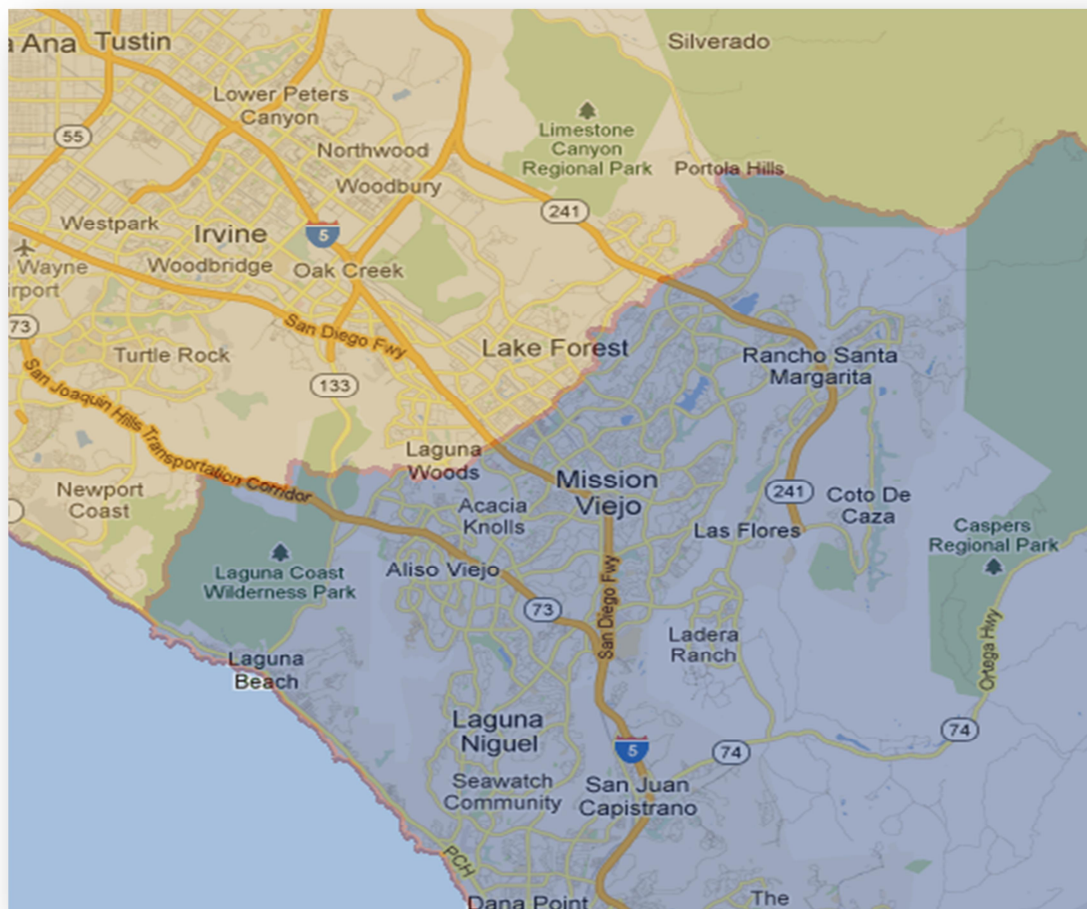 a Ana
Tustin
Silverado
Lower Peters
Canyon
55
Limestone
Canyon
Regional Park
Northwood
Portola Hills
Woodbury
241
Westpark
Irvine
5
Wayne
irport
Woodbridge
Oak Creek
73
San Diego Fwy
Lake Forest
Turtle Rock
Rancho Santa
Margarita
133
San Joaquin Hills Transportation Corridor
Laguna
Woods
Mission
Viejo
Newport
Coast
241
Coto De
Caza
Acacia
Knolls
Las Flores
Caspers
Regional Park
Laguna Coast
Wilderness Park
Aliso Viejo
73
San Diego Fwy
Ladera
Ranch
Ortega Hwy
Laguna
Beach
Laguna
Niguel
74
5
74
Seawatch
Community
San Juan
Capistrano
PCH
Dana Point
The